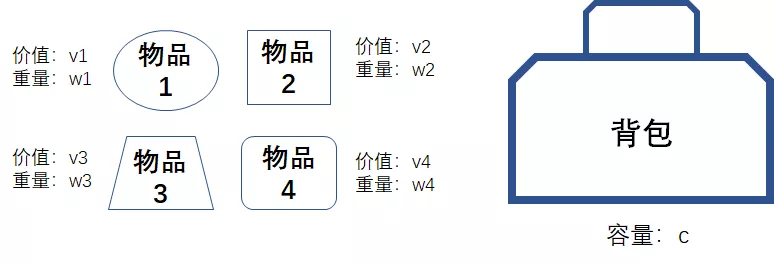 价值：v1
重量：w1
物品
1
物品
2
价值：v2
重量：w2
价值：v3
重量：w3
物品
3
物品
4
价值：v4
重量：w4
背包
容量：c